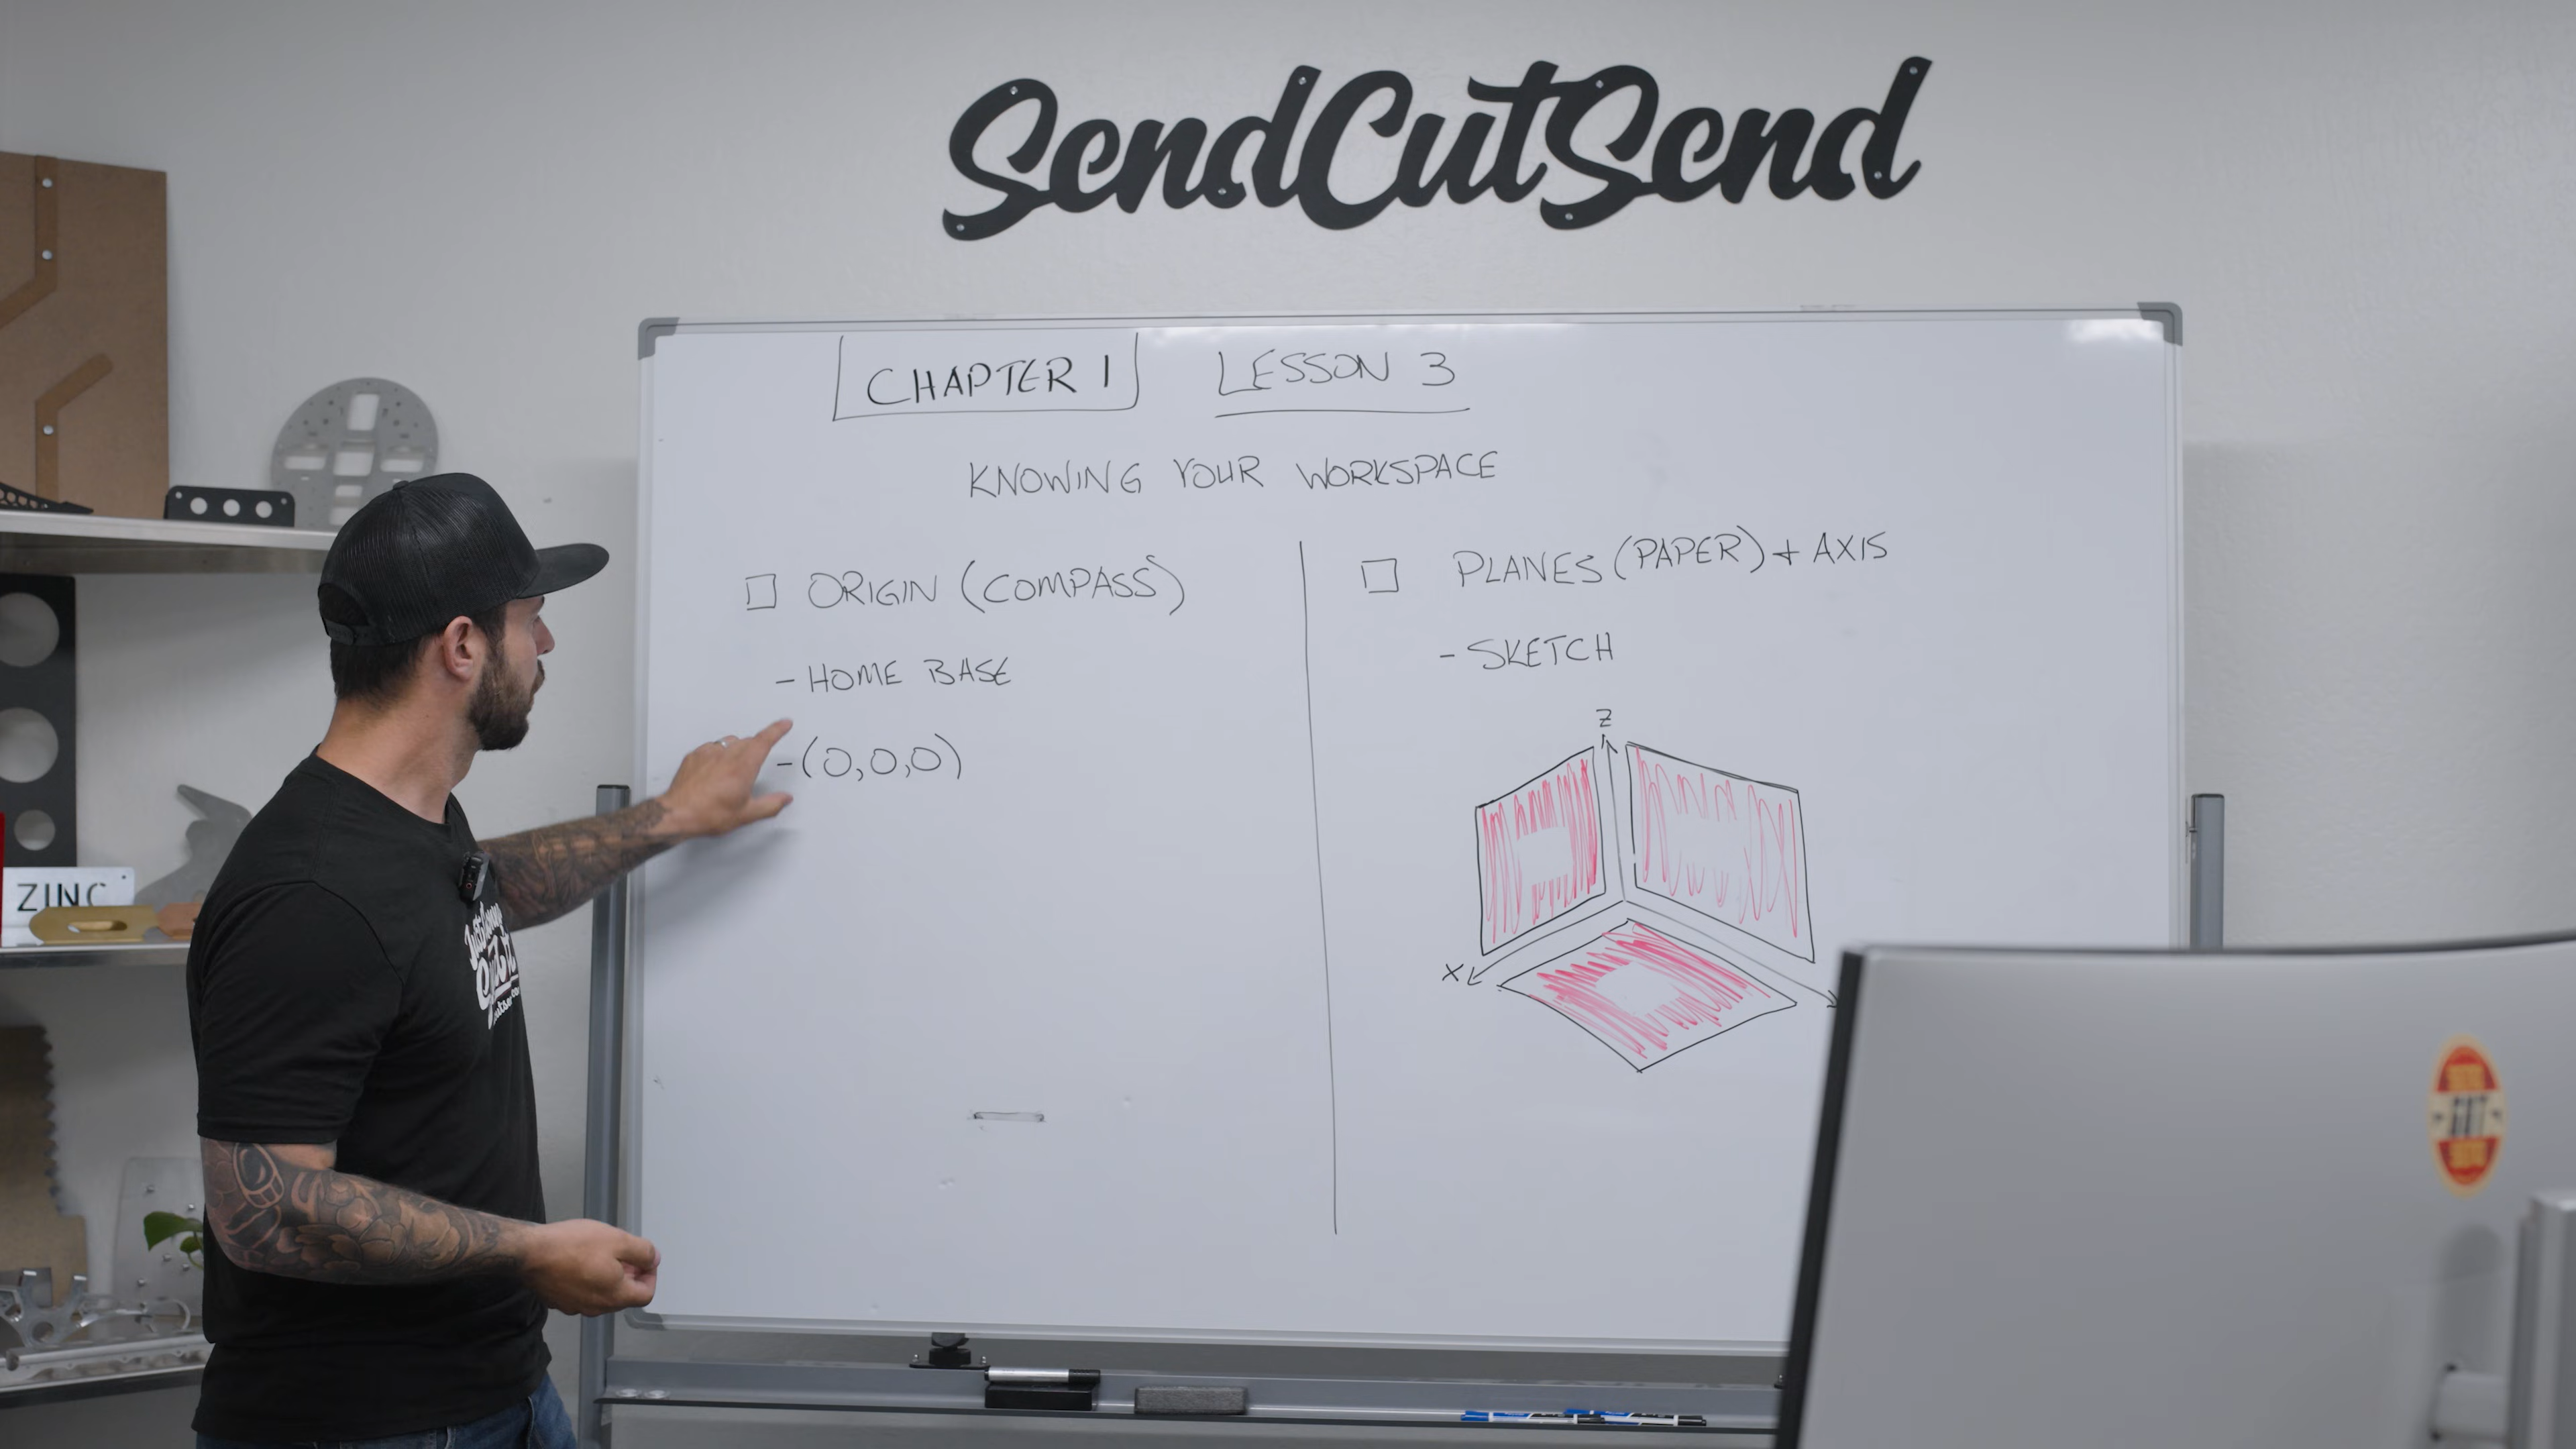 SendCutSend
CHAPTER 1 LESSON 3
KNOWING YOUR WORKSPACE
ORIGIN (COMPASS)
- HOME BASE
- (0,0,0)
PLANES (PAPER) + AXIS
- SKETCH
Z
X
ZINC